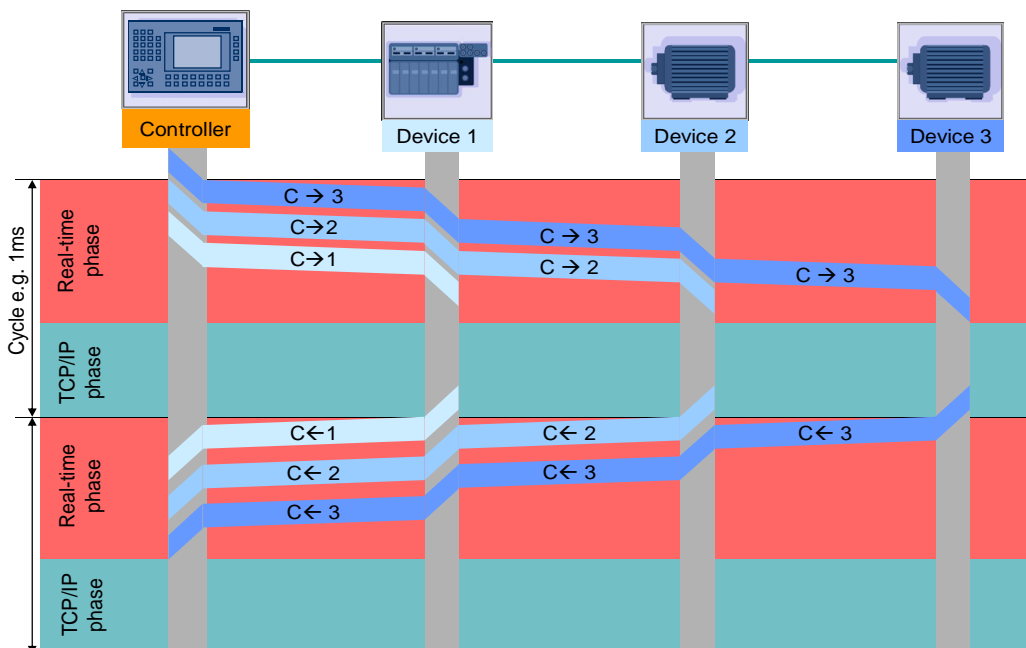 Controller
Device 1
Device 2
Device 3
Cycle e.g. 1ms
Real-time
phase
C → 3
C→2
C→1
C → 3
C → 2
C → 3
TCP/IP
phase
Real-time
phase
C← 1
C← 2
C← 3
C← 2
C← 3
C← 3
TCP/IP
phase